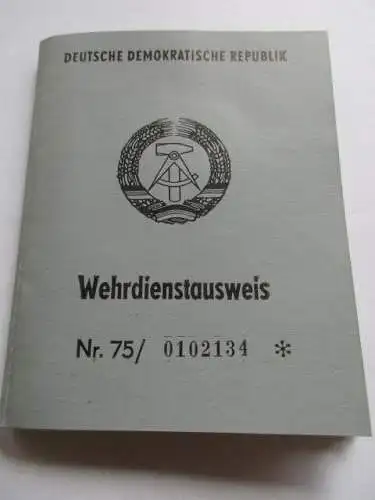 DEUTSCHE DEMOKRATISCHE REPUBLIK
Wehrdienstausweis
Nr. 75/ 0102134 *